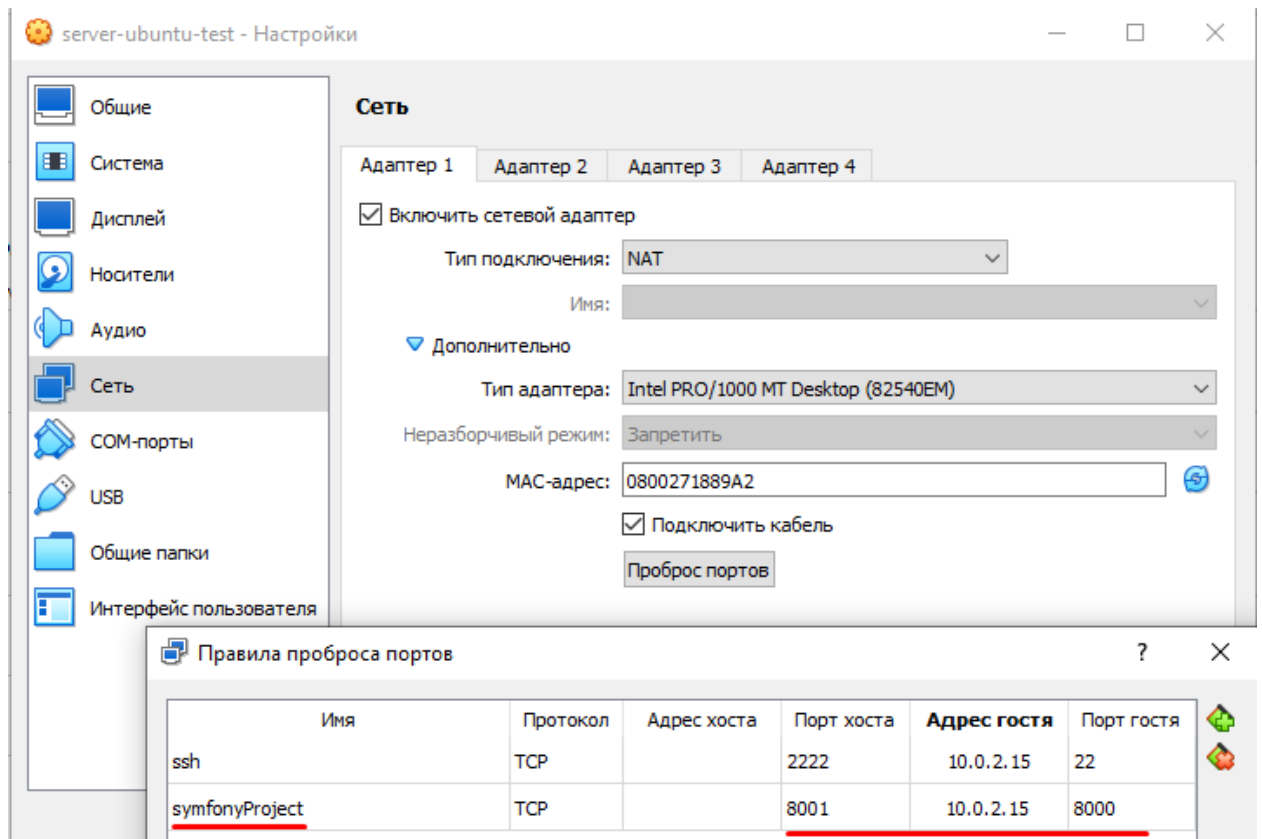 server-ubuntu-test - Настройки
Общие
Система
Дисплей
Носители
Аудио
Сеть
COM-порты
USB
Общие папки
Интерфейс пользователя
Сеть
Адаптер 1 Адаптер 2 Адаптер 3 Адаптер 4
Включить сетевой адаптер
Тип подключения: NAT
Имя:
Дополнительно
Тип адаптера: Intel PRO/1000 MT Desktop (82540EM)
Неразборчивый режим: Запретить
MAC-адрес: 0800271889A2
Подключить кабель
Проброс портов
Правила проброса портов ?
Имя Протокол Адрес хоста Порт хоста Адрес гостя Порт гостя
ssh TCP 2222 10.0.2.15 22
symfonyProject TCP 8001 10.0.2.15 8000